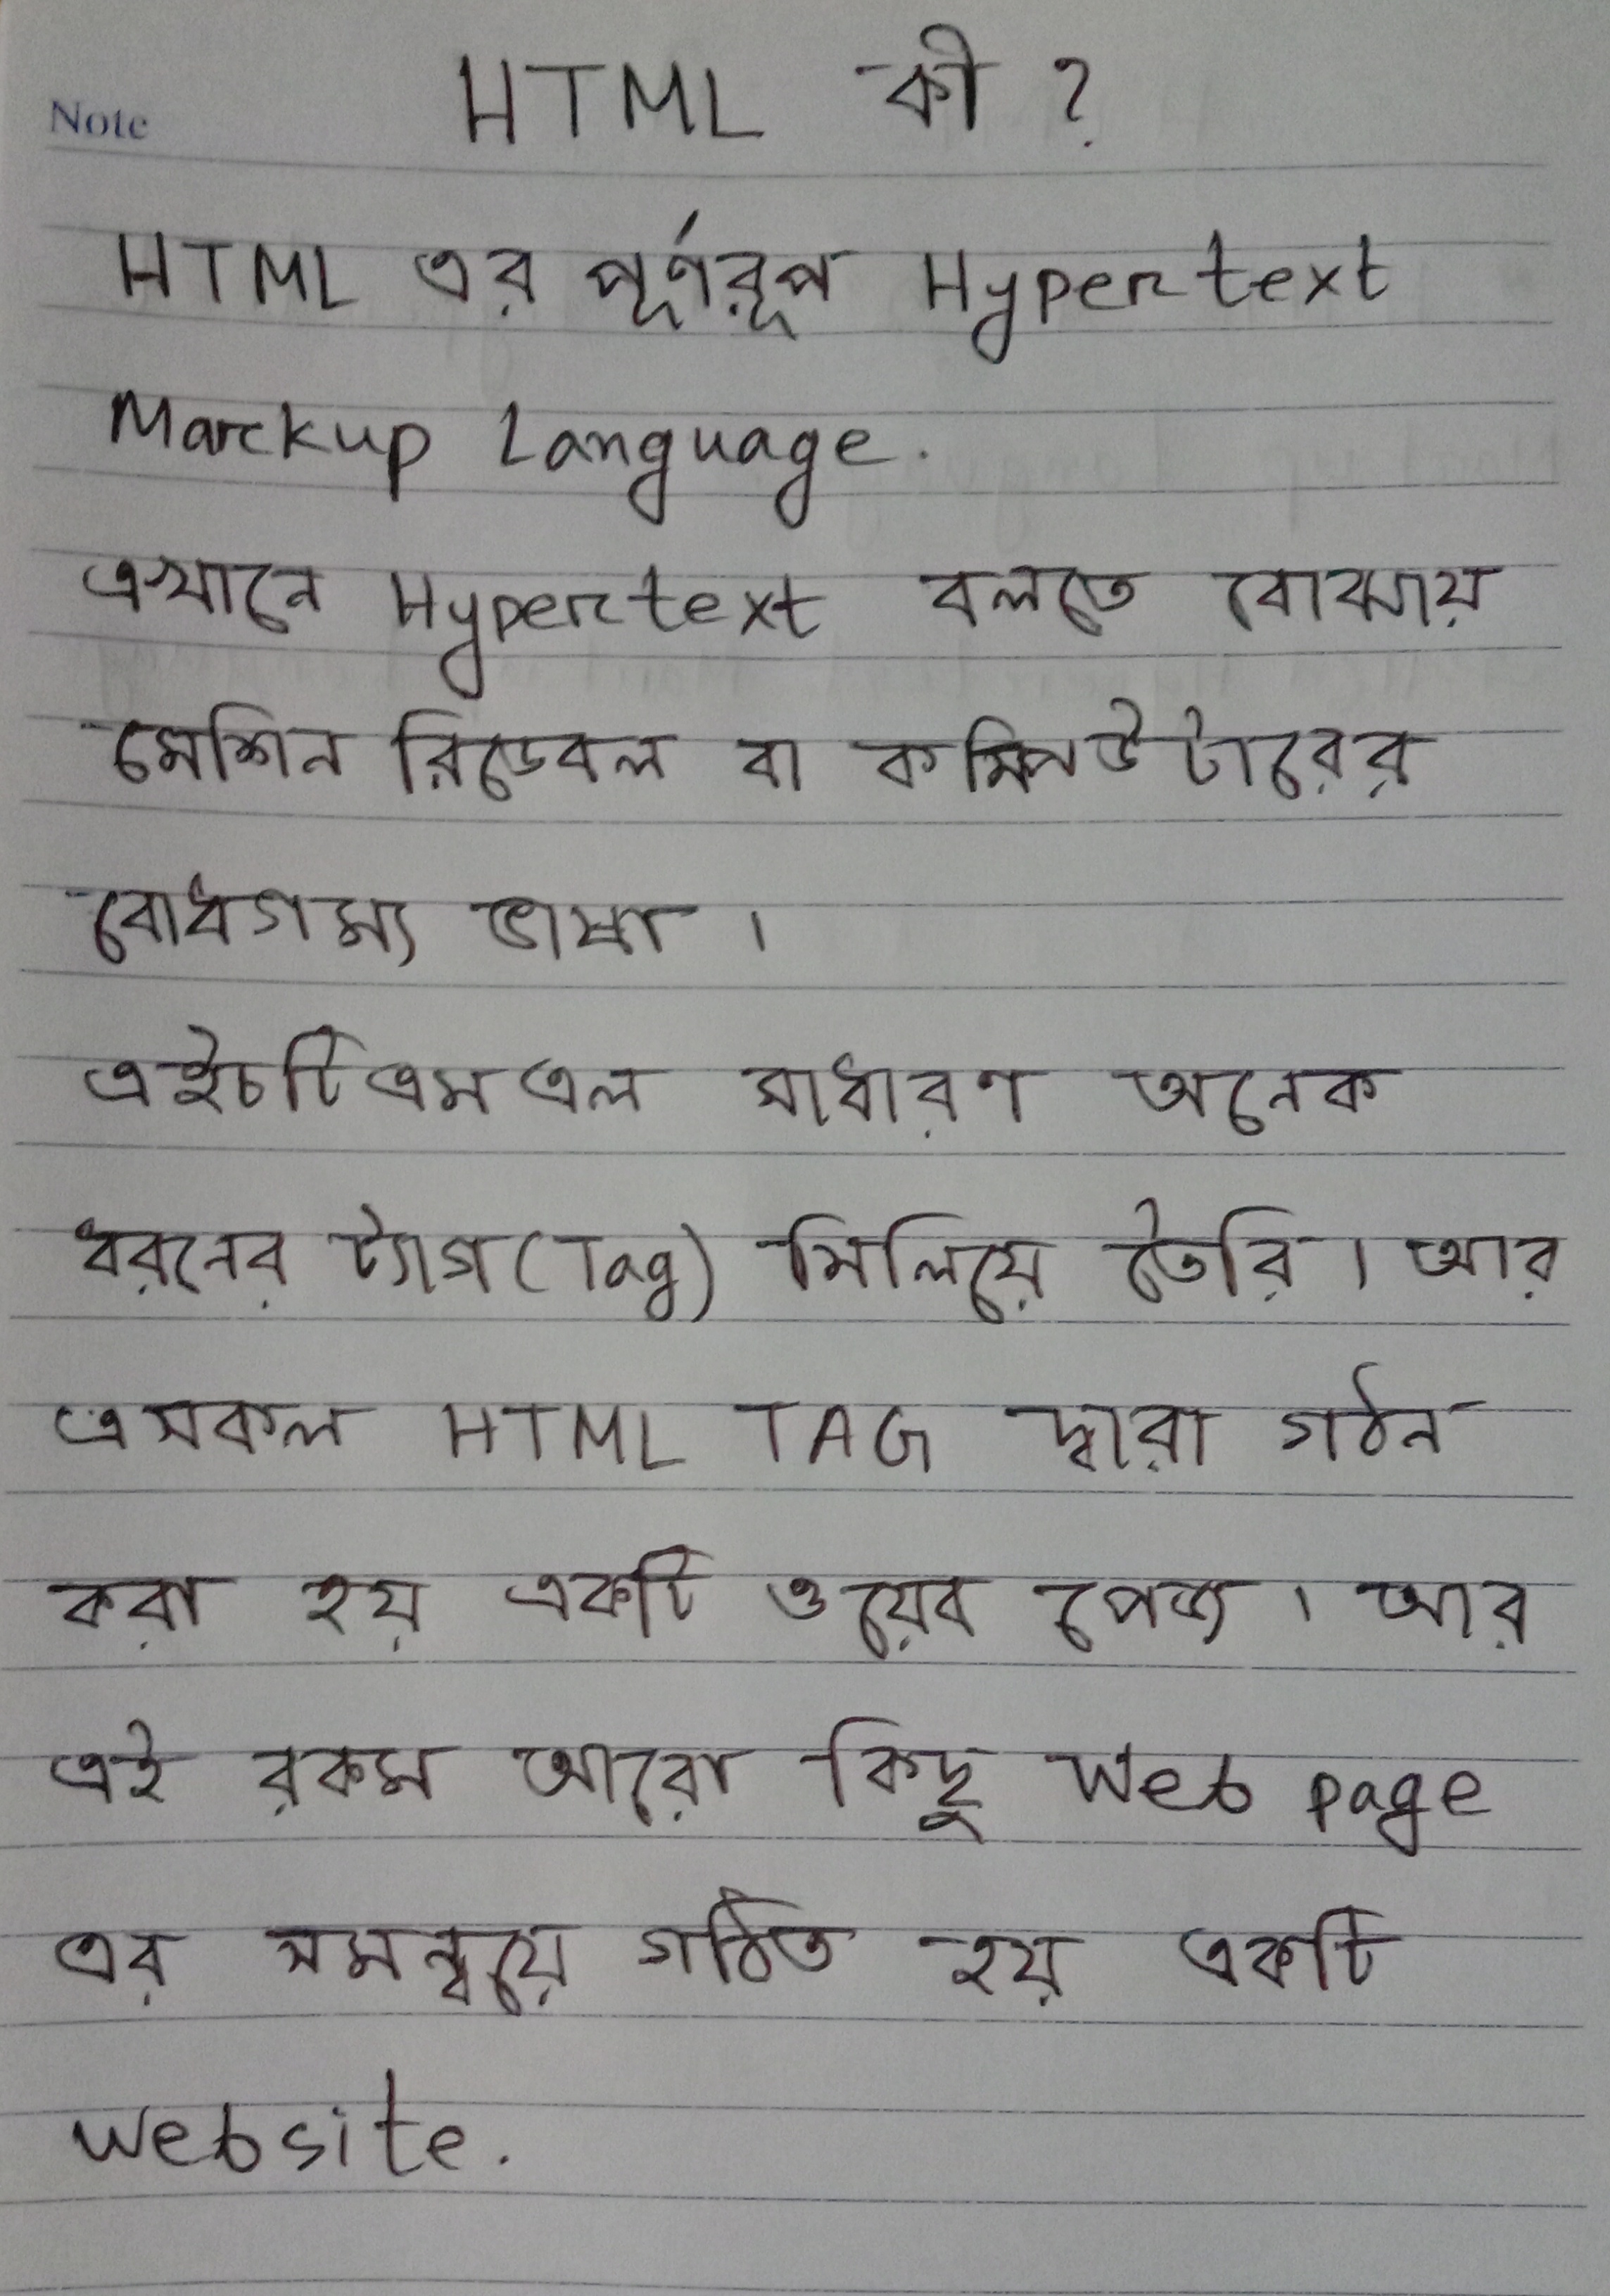 Note
HTML কী ?
HTML এর পূর্ণরূপ Hypertext
Markup Language.
এখানে Hypertext বলতে বোঝায়
মেশিন রিডেবল বা কম্পিউটারের
বোধগম্য ভাষা ।
এইচটিএমএল সাধারণ অনেক
ধরনের ট্যাগ (Tag) মিলিয়ে তৈরি । আর
এসকল HTML TAG দ্বারা গঠন
করা হয় একটি ওয়েব পেজ । আর
এই রকম আরো কিছু Web page
এর সমন্বয়ে গঠিত হয় একটি
website.